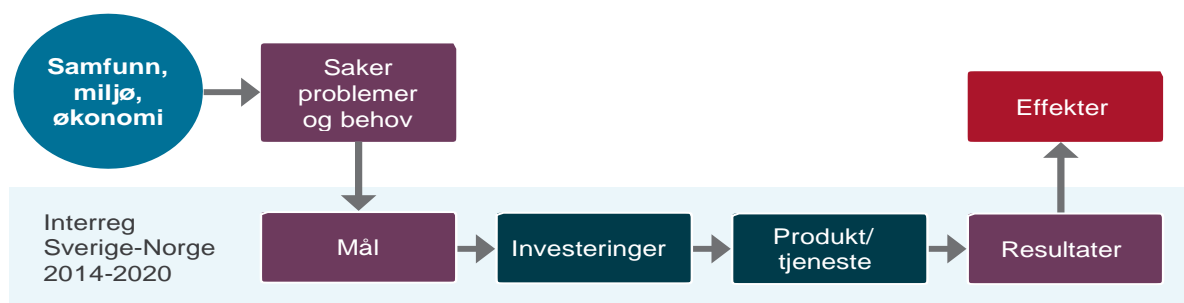 Samfunn,
miljø,
økonomi
Saker
problemer
og behov
Effekter
Interreg
Sverige-Norge
2014-2020
Mål
Investeringer
Produkt/
tjeneste
Resultater